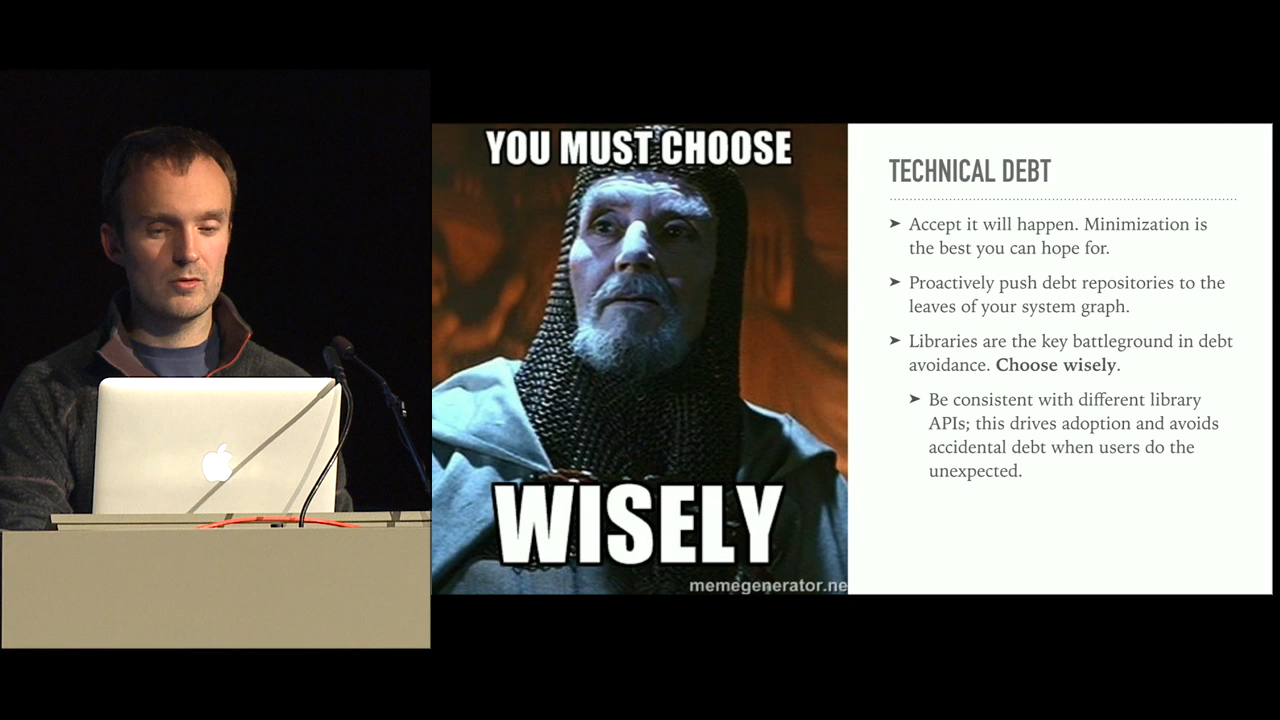 YOU MUST CHOOSE
WISELY
memegenerator.ne
TECHNICAL DEBT
➤ Accept it will happen. Minimization is
the best you can hope for.
➤ Proactively push debt repositories to the
leaves of your system graph.
➤ Libraries are the key battleground in debt
avoidance. Choose wisely.
➤ Be consistent with different library
APIs; this drives adoption and avoids
accidental debt when users do the
unexpected.